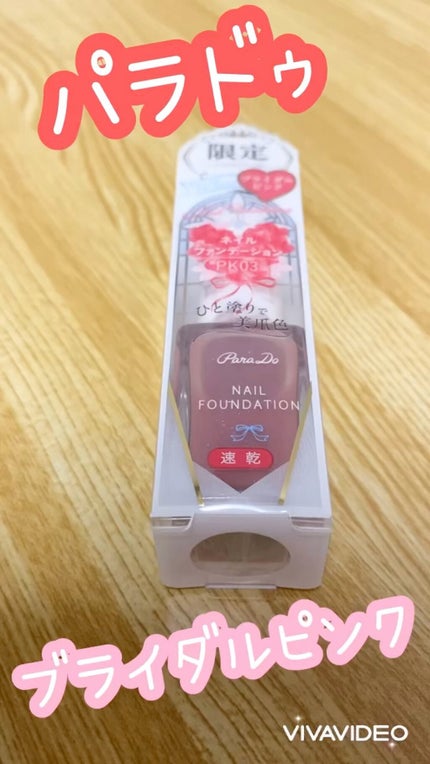 パラドゥ
限定
ブライダル
ピンク
ネイル
ファンデーション
PK03
ひと塗りで
美爪色
Para Do
NAIL
FOUNDATION
速乾
ブライダルピンク
VIVAVIDEO